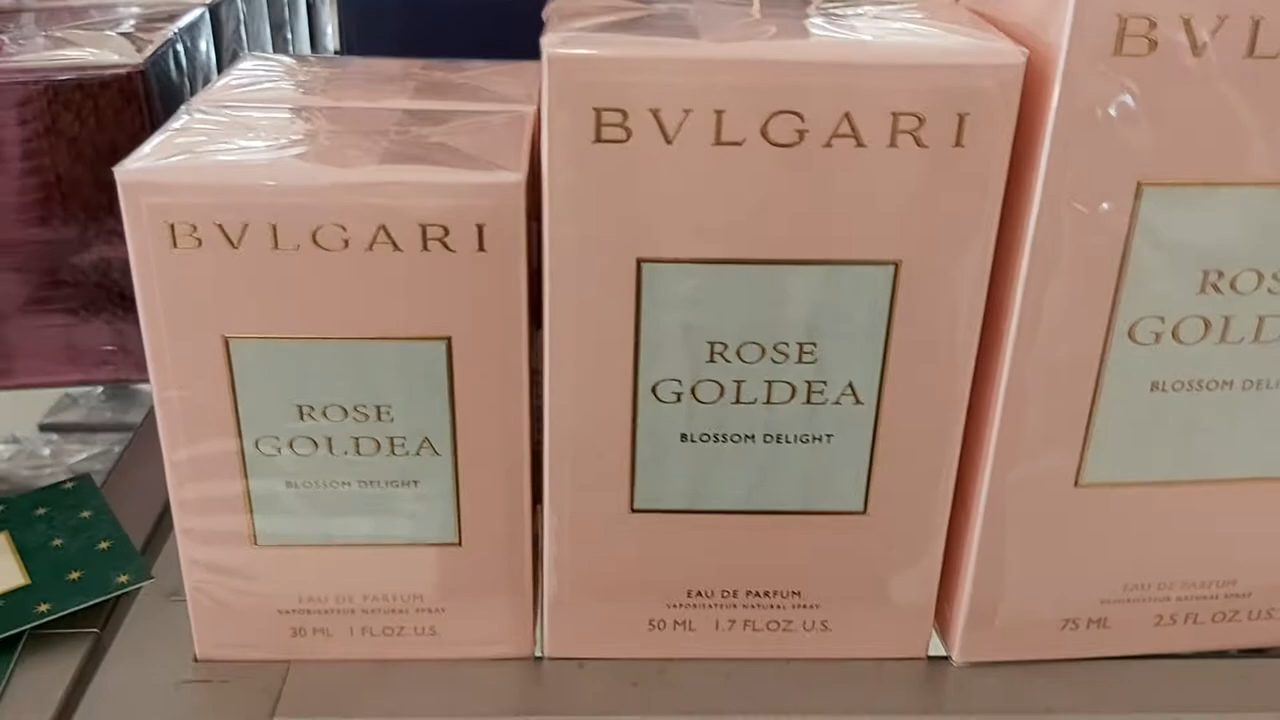 BVLGARI
ROSE
GOLDEA
BLOSSOM DELIGHT
EAU DE PARFUM
VAPORISATEUR NATURAL SPRAY
30 ML 1 FL.OZ. U.S.
BVLGARI
ROSE
GOLDEA
BLOSSOM DELIGHT
EAU DE PARFUM
VAPORISATEUR NATURAL SPRAY
50 ML 1.7 FL.OZ. U.S.
BVL
ROS
GOLD
BLOSSOM DELI
EAU DE PARFUM
VAPORISATEUR NATURAL SPRAY
75 ML 2.5 FL. OZ. U.S.